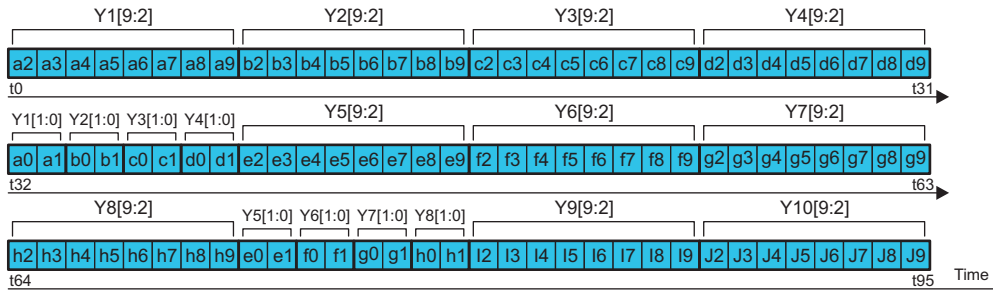 Y1[9:2] Y2[9:2] Y3[9:2] Y4[9:2]
a2 a3 a4 a5 a6 a7 a8 a9 b2 b3 b4 b5 b6 b7 b8 b9 c2 c3 c4 c5 c6 c7 c8 c9 d2 d3 d4 d5 d6 d7 d8 d9
t0 t31
Y1[1:0] Y2[1:0] Y3[1:0] Y4[1:0] Y5[9:2] Y6[9:2] Y7[9:2]
a0 a1 b0 b1 c0 c1 d0 d1 e2 e3 e4 e5 e6 e7 e8 e9 f2 f3 f4 f5 f6 f7 f8 f9 g2 g3 g4 g5 g6 g7 g8 g9
t32 t63
Y8[9:2] Y5[1:0] Y6[1:0] Y7[1:0] Y8[1:0] Y9[9:2] Y10[9:2]
h2 h3 h4 h5 h6 h7 h8 h9 e0 e1 f0 f1 g0 g1 h0 h1 I2 I3 I4 I5 I6 I7 I8 I9 J2 J3 J4 J5 J6 J7 J8 J9
t64 t95 Time